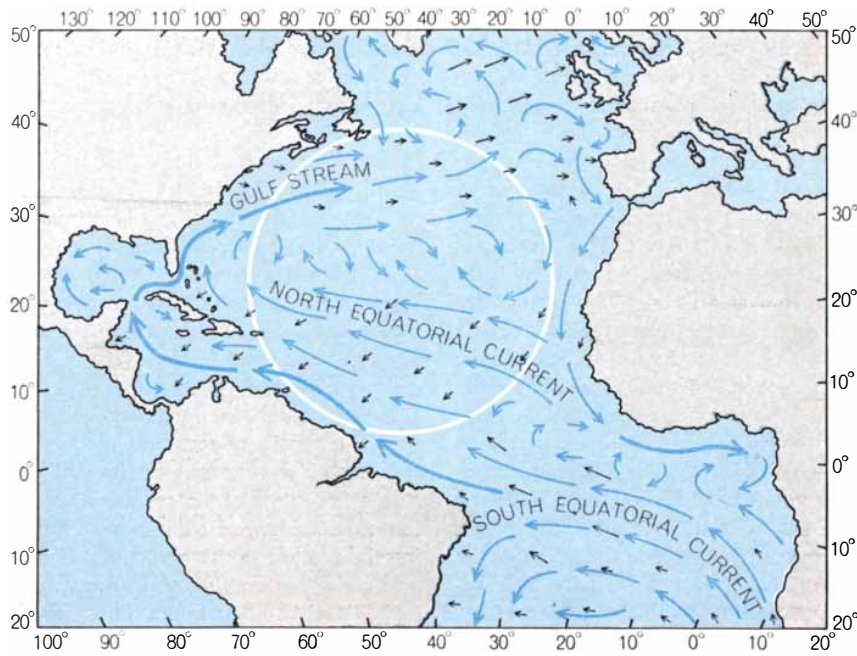 130° 120° 110° 100° 90° 80° 70° 60° 50° 40° 30° 20° 10° 0° 10° 20° 30° 40° 50°
50° 50°
40° 40°
GULF STREAM
30° 30°
20° 20°
NORTH EQUATORIAL CURRENT
10° 10°
0° 0°
SOUTH EQUATORIAL CURRENT
10° 10°
20° 20°
100° 90° 80° 70° 60° 50° 40° 30° 20° 10° 0° 10° 20°